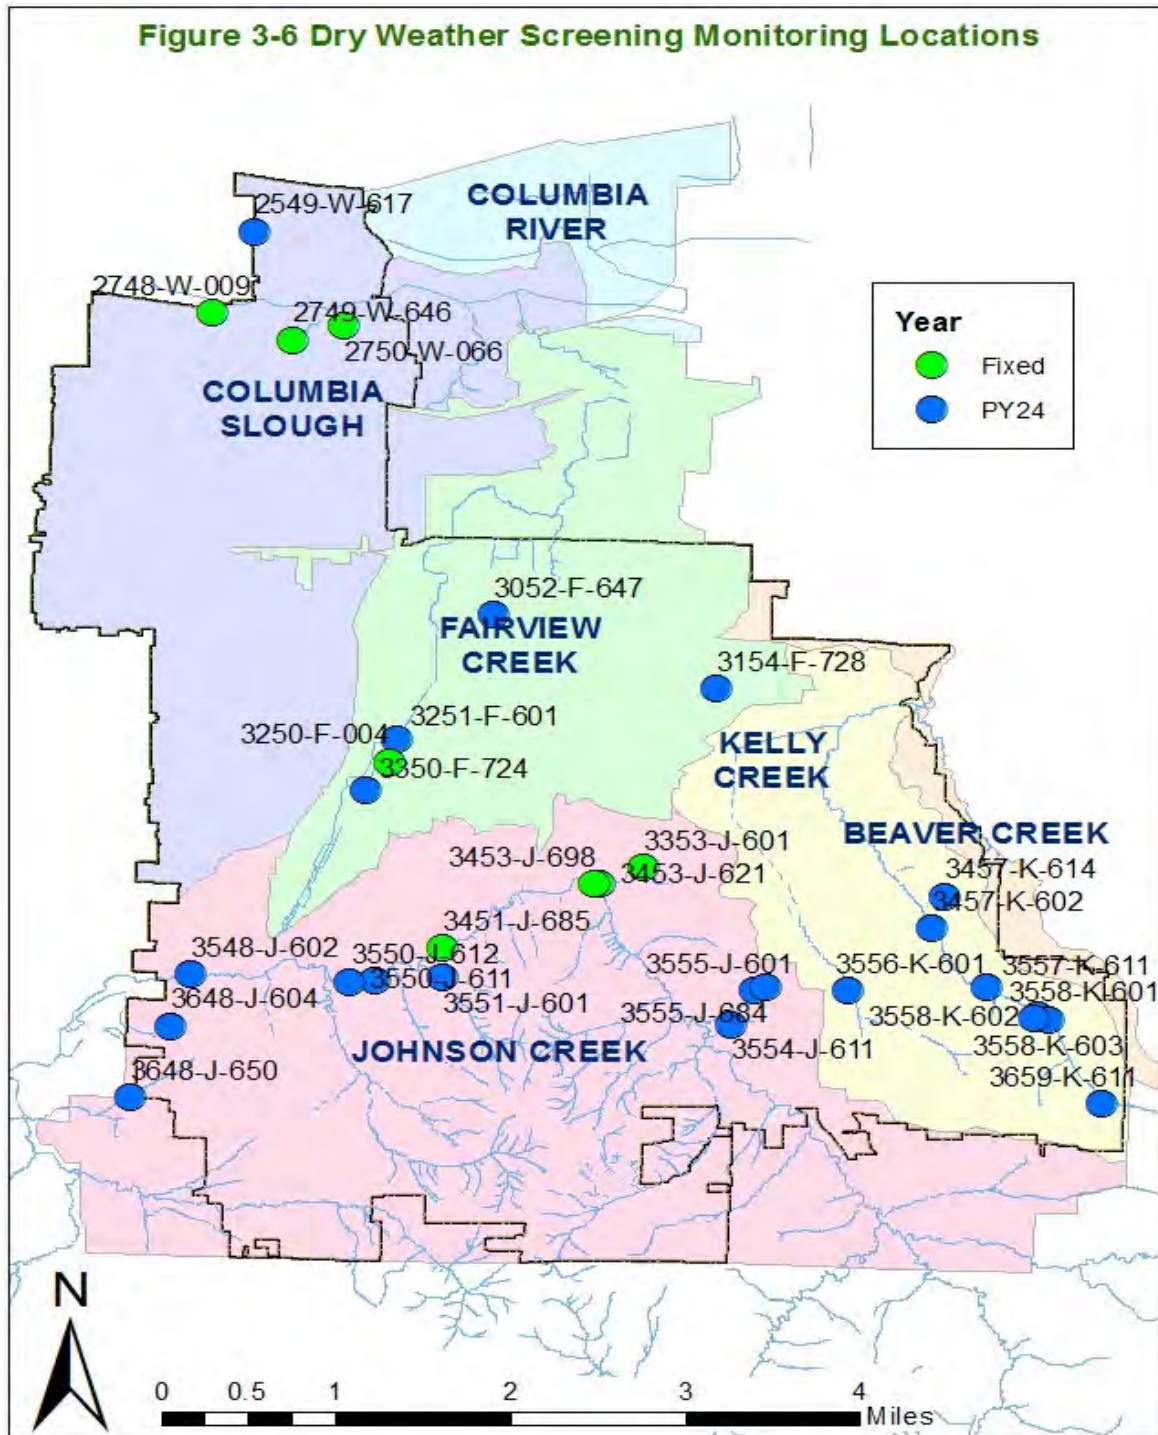 Figure 3-6 Dry Weather Screening Monitoring Locations
COLUMBIA
RIVER
2549-W-617
2748-W-009
2749-W-646
2750-W-066
Year
Fixed
PY24
COLUMBIA
SLOUGH
3052-F-647
FAIRVIEW
CREEK
3154-F-728
3251-F-601
3250-F-004
3350-F-724
KELLY
CREEK
BEAVER CREEK
3353-J-601
3453-J-698
3453-J-621
3457-K-614
3457-K-602
3451-J-685
3548-J-602
3550-J-612
3550-J-611
3551-J-601
3555-J-601
3556-K-601
3557-K-611
3558-K-601
3648-J-604
3555-J-684
3558-K-602
3554-J-611
3558-K-603
JOHNSON CREEK
3648-J-650
3659-K-611
N
0 0.5 1 2 3 4
Miles